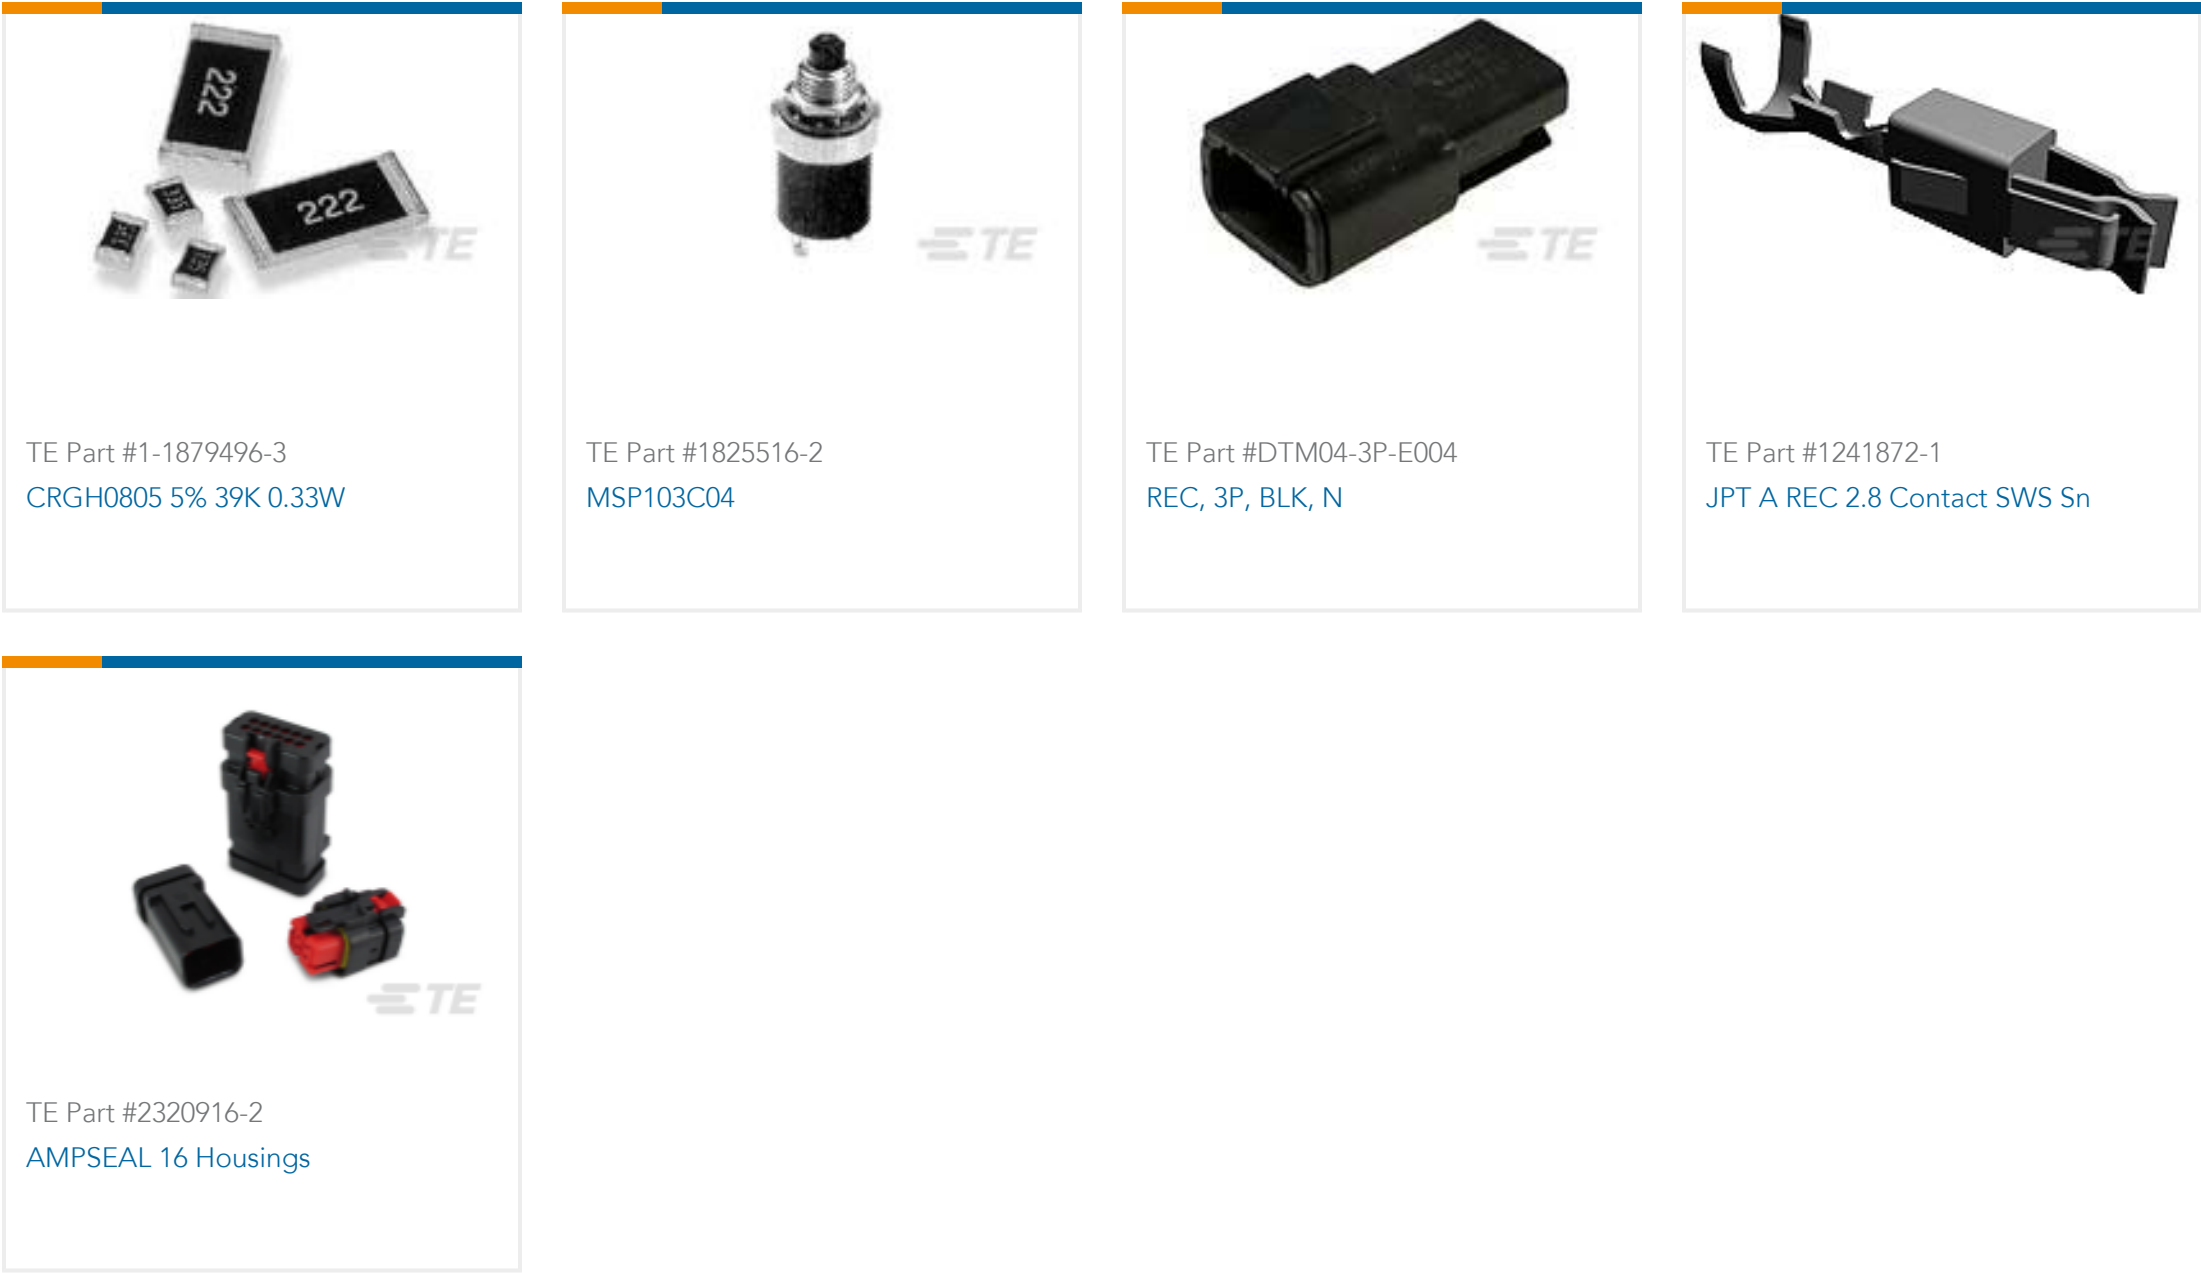 222
222
TE
TE Part #1-1879496-3
CRGH0805 5% 39K 0.33W
TE
TE Part #1825516-2
MSP103C04
TE
TE Part #DTM04-3P-E004
REC, 3P, BLK, N
TE
TE Part #1241872-1
JPT A REC 2.8 Contact SWS Sn
TE
TE Part #2320916-2
AMPSEAL 16 Housings